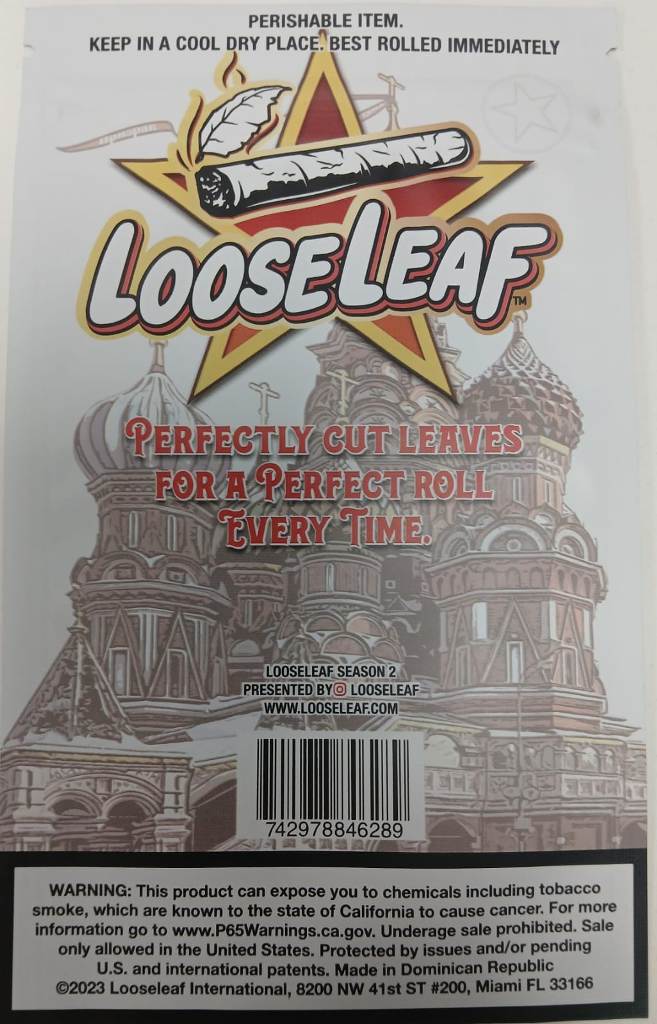 PERISHABLE ITEM.
KEEP IN A COOL DRY PLACE. BEST ROLLED IMMEDIATELY
LOOSELEAF™
PERFECTLY CUT LEAVES
FOR A PERFECT ROLL
EVERY TIME.
LOOSELEAF SEASON 2
PRESENTED BY LOOSELEAF
WWW.LOOSELEAF.COM
742978846289
WARNING: This product can expose you to chemicals including tobacco
smoke, which are known to the state of California to cause cancer. For more
information go to www.P65Warnings.ca.gov. Underage sale prohibited. Sale
only allowed in the United States. Protected by issues and/or pending
U.S. and international patents. Made in Dominican Republic
©2023 Looseleaf International, 8200 NW 41st ST #200, Miami FL 33166